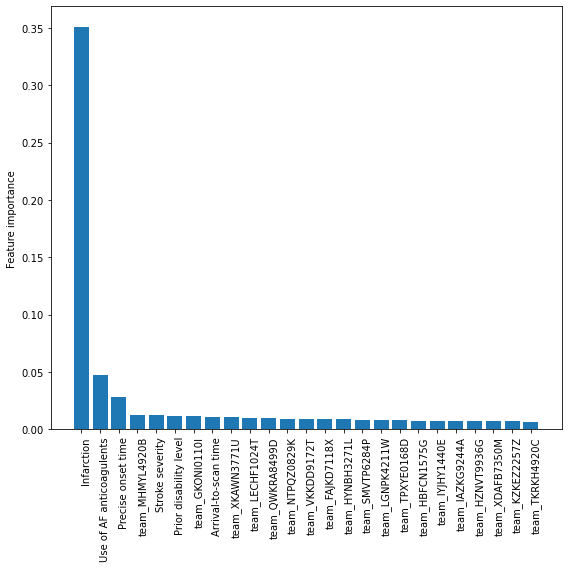 0.35
0.30
0.25
0.20
0.15
0.10
0.05
0.00
Feature importance
Infarction
Use of AF anticoagulents
Precise onset time
team_MHMYL4920B
Stroke severity
Prior disability level
team_GKONI0110I
Arrival-to-scan time
team_XKAWN3771U
team_LECHF1024T
team_QWKRA8499D
team_NTPQZ0829K
team_VKKDD9172T
team_FAJKD7118X
team_HYNBH3271L
team_SMVTP6284P
team_LGNPK4211W
team_TPXYE0168D
team_HBFCN1575G
team_IYJHY1440E
team_JAZKG9244A
team_HZNVT9936G
team_XDAFB7350M
team_KZKEZ2257Z
team_TKRKH4920C